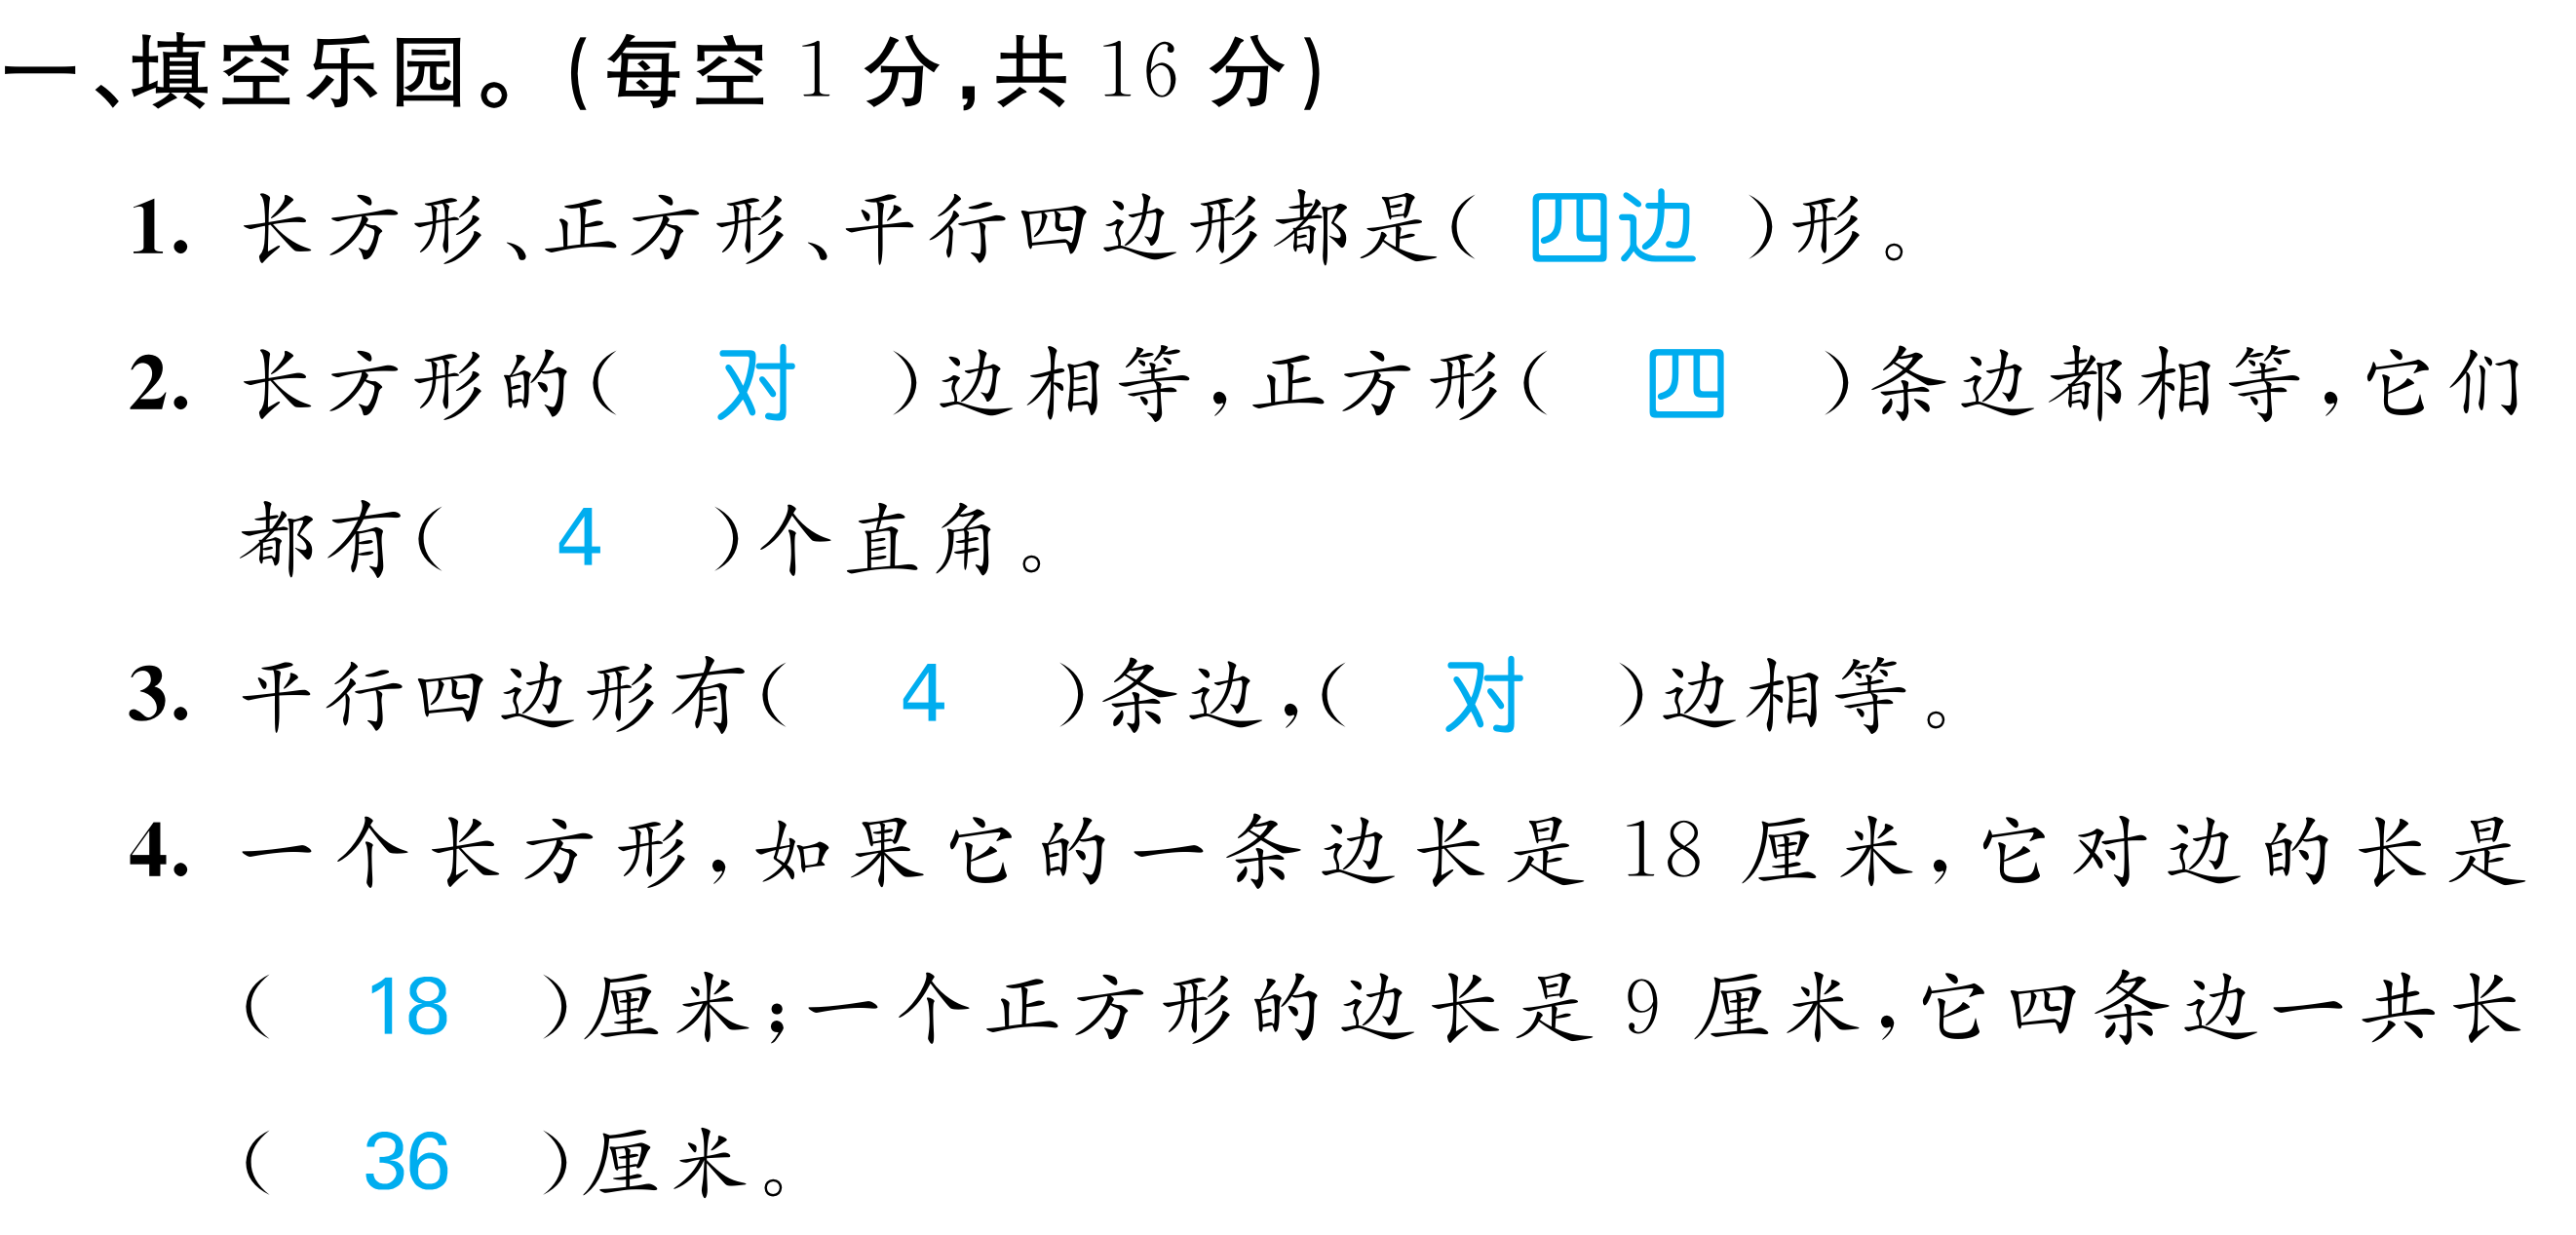 一、填空乐园。(每空 1 分,共 16 分)
1. 长方形、正方形、平行四边形都是( 四边 )形。
2. 长方形的( 对 )边相等,正方形( 四 )条边都相等,它们
都有( 4 )个直角。
3. 平行四边形有( 4 )条边,( 对 )边相等。
4. 一个长方形,如果它的一条边长是 18 厘米,它对边的长是
( 18 )厘米;一个正方形的边长是 9 厘米,它四条边一共长
( 36 )厘米。